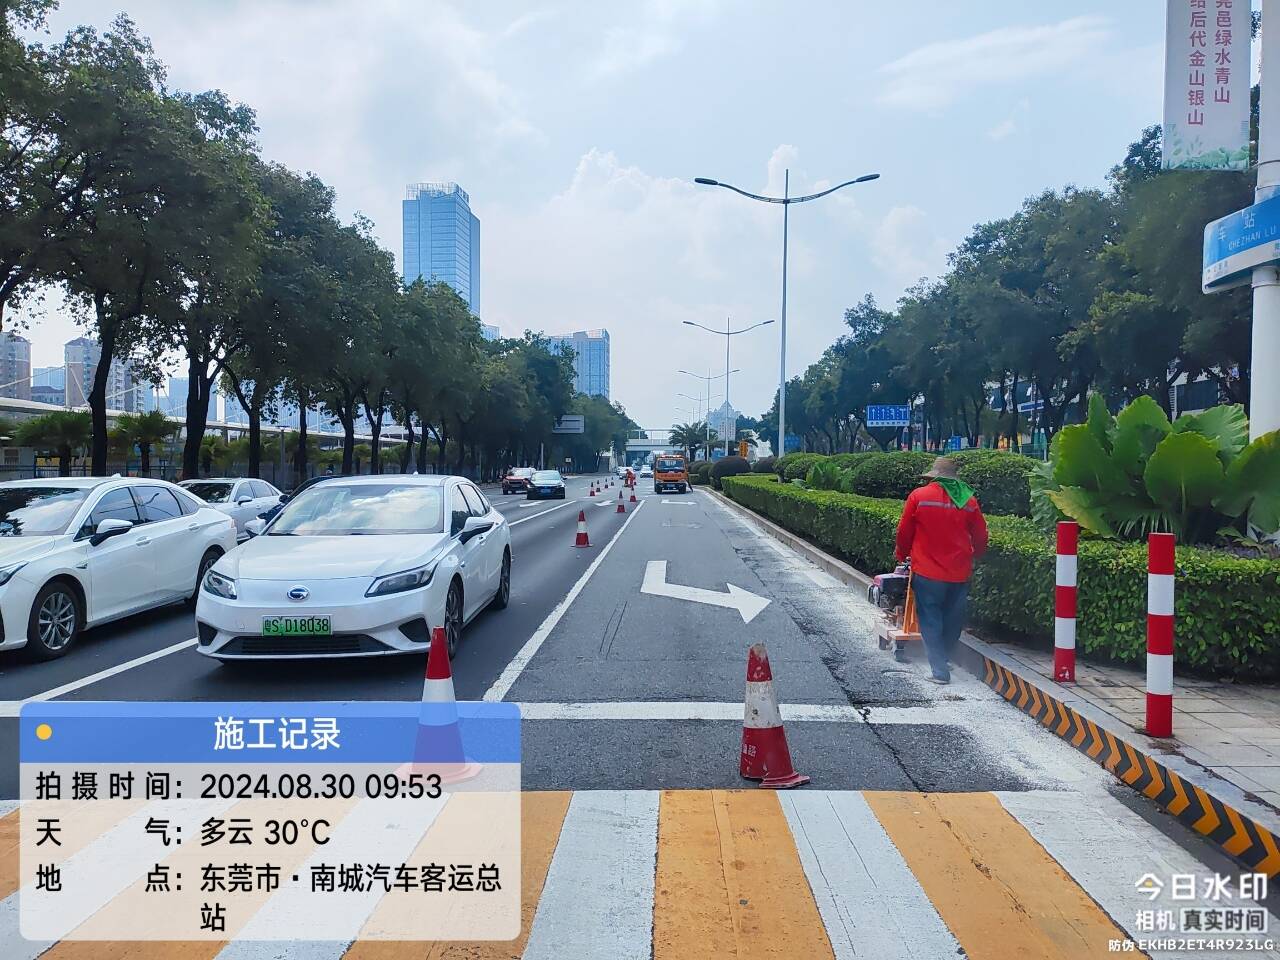 莞邑绿水青山
给后代金山银山
车站
CHEZHAN LU
粤S·D18038
施工记录
拍摄时间：2024.08.30 09:53
天气：多云 30°C
地点：东莞市·南城汽车客运总
站
今日水印
相机 真实时间
防伪 EKHB2ET4R923LG